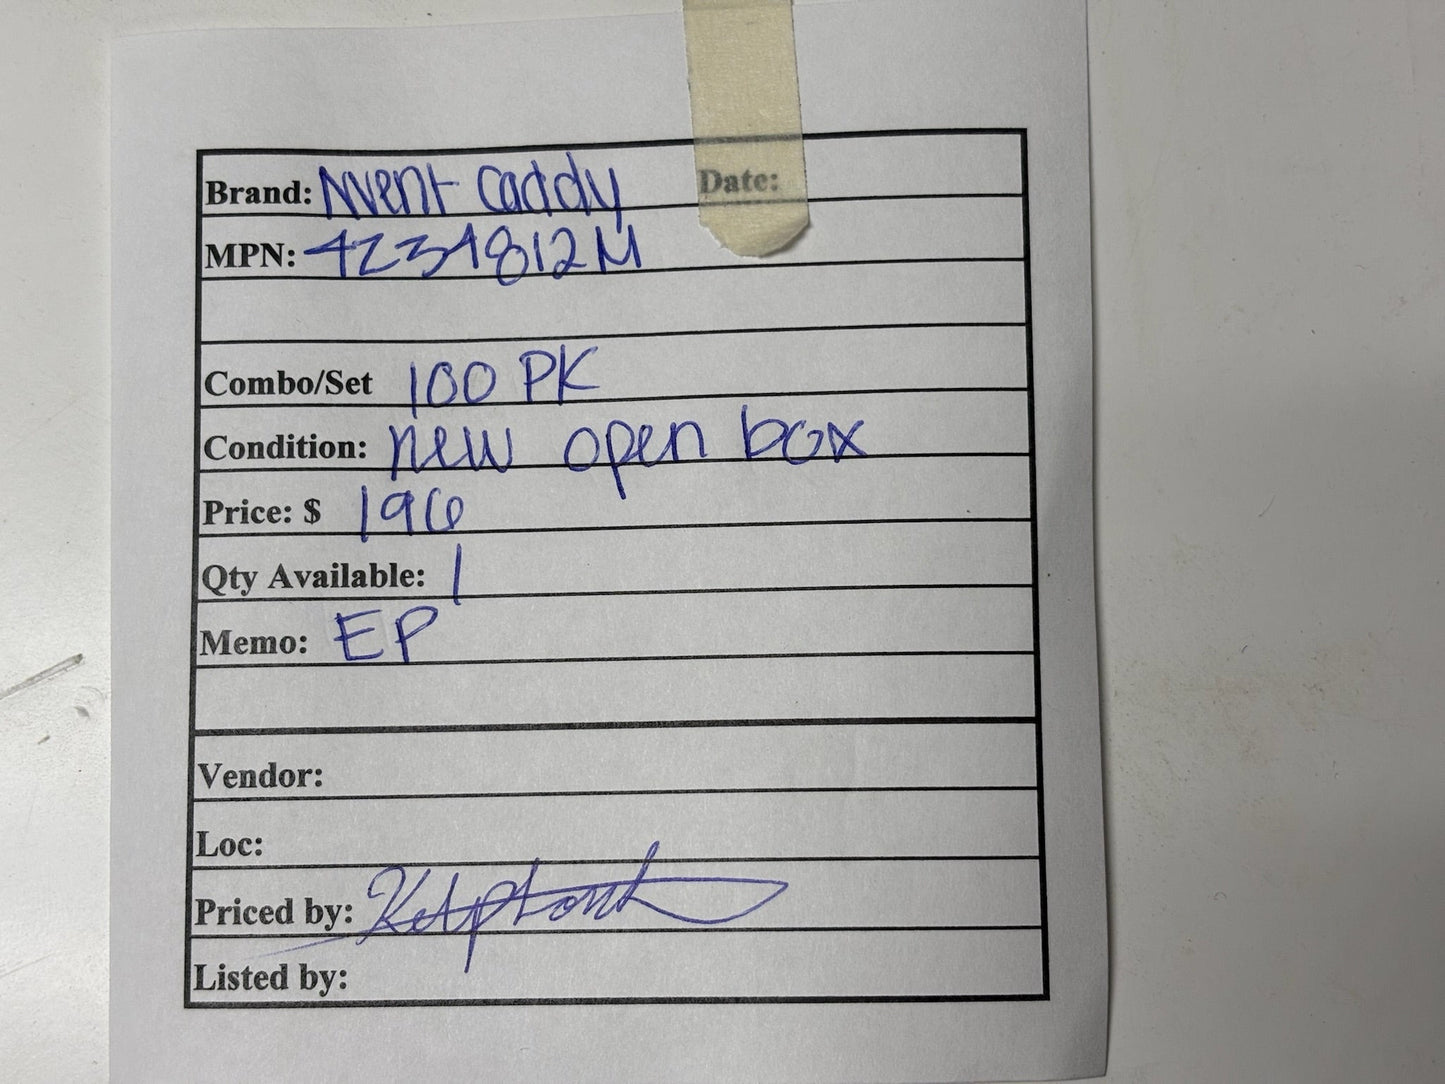 Brand: Nvent Caddy Date:
MPN: 4Z34812M
Combo/Set 100 PK
Condition: new open box
Price: $ 196
Qty Available: 1
Memo: EP
Vendor:
Loc:
Priced by:
Listed by: